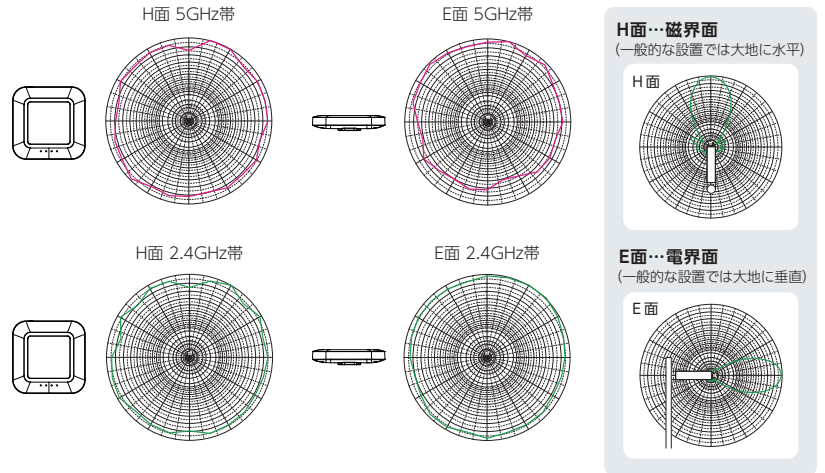 H面 5GHz帯
E面 5GHz帯
H面 2.4GHz帯
E面 2.4GHz帯
H面…磁界面
(一般的な設置では大地に水平)
H面
E面…電界面
(一般的な設置では大地に垂直)
E面